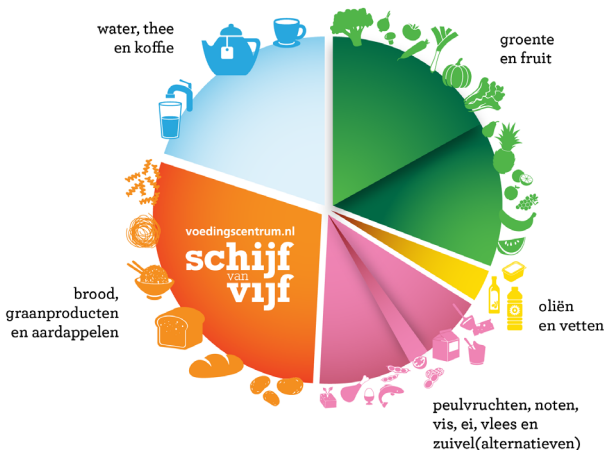 water, thee
en koffie
groente
en fruit
voedingscentrum.nl
schijf
van
vijf
brood,
graanproducten
en aardappelen
oliën
en vetten
peulvruchten, noten,
vis, ei, vlees en
zuivel(alternatieven)